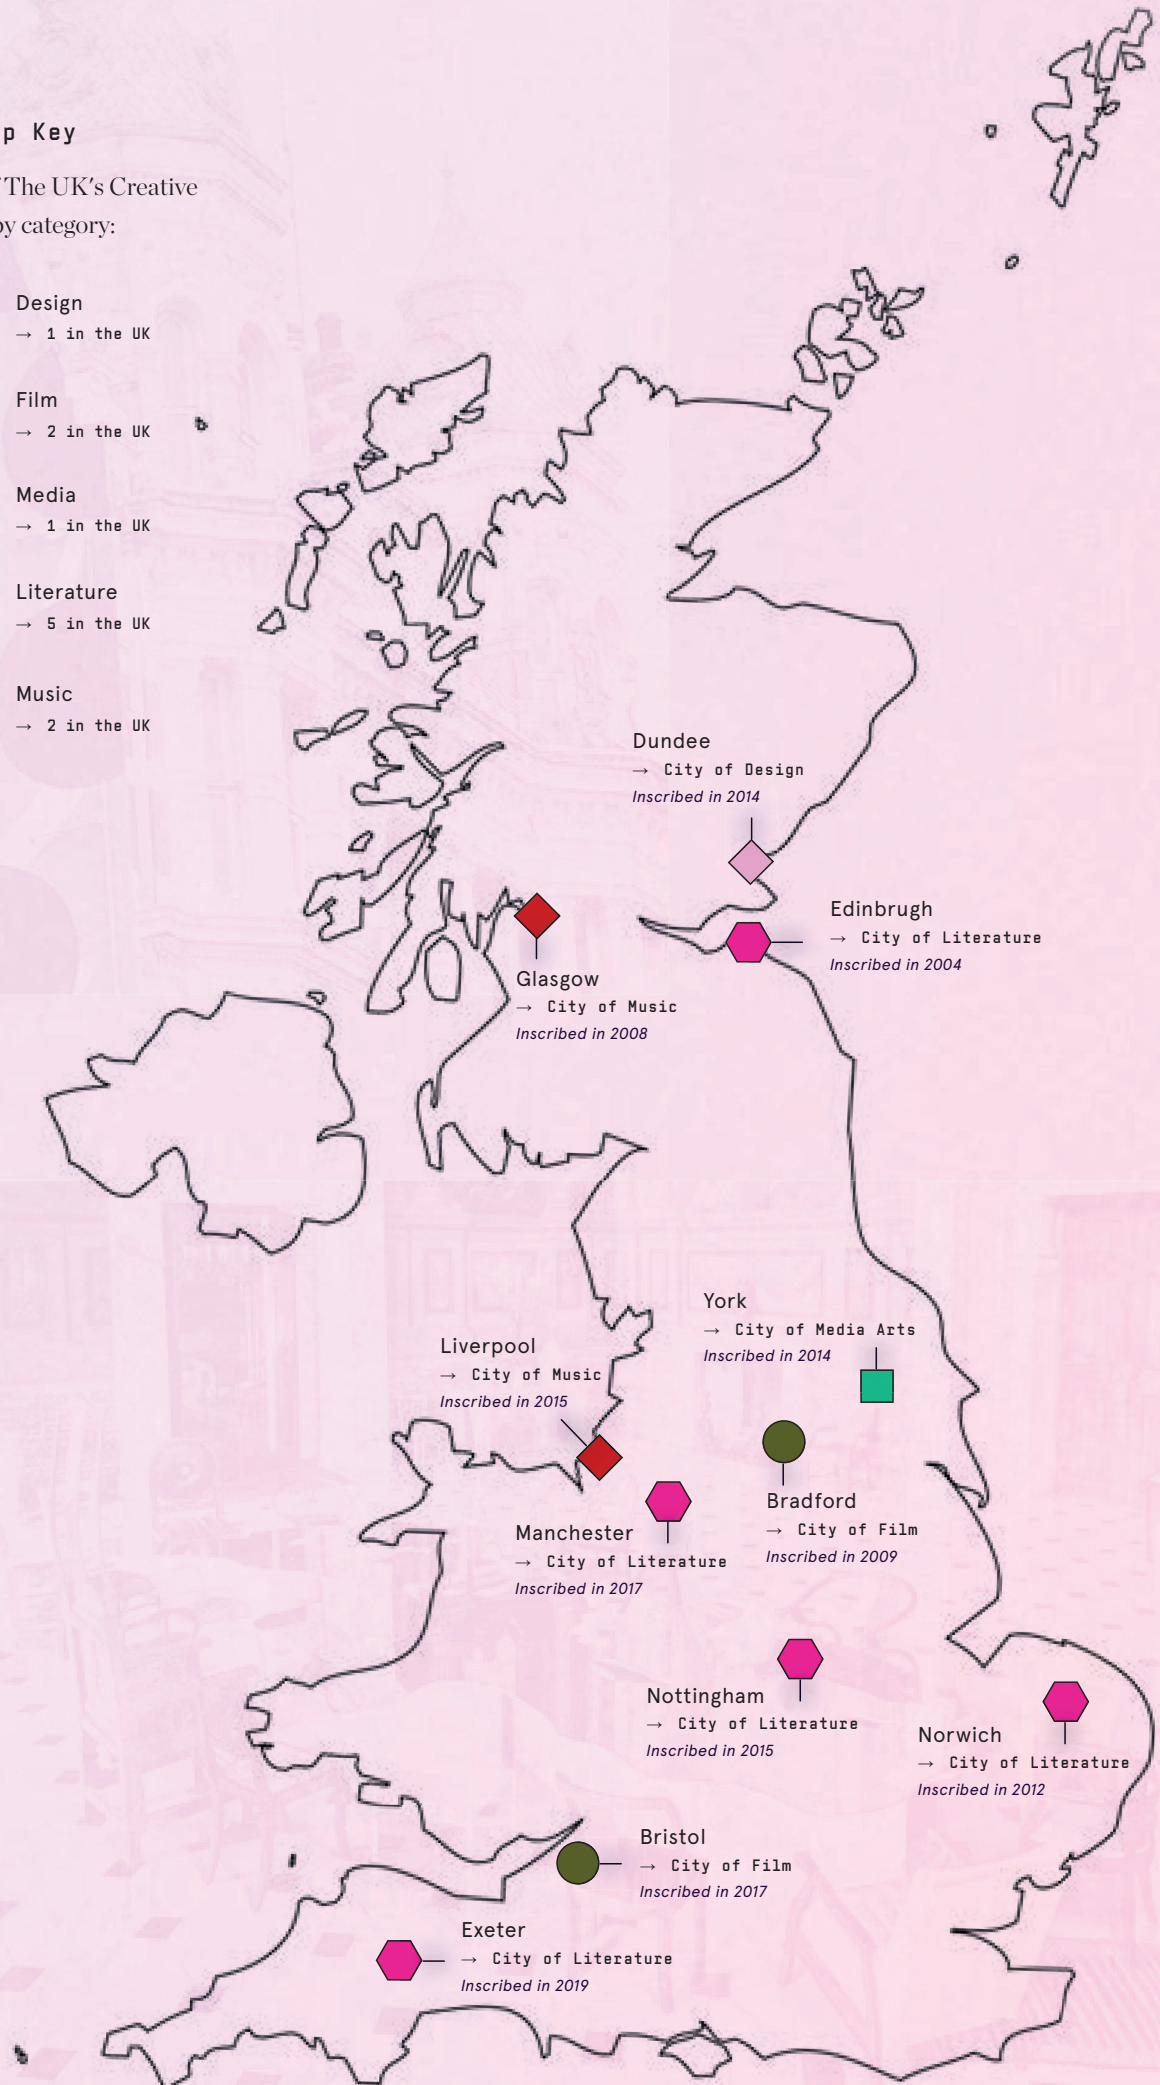 p Key
The UK's Creative
by category:
Design
→ 1 in the UK
Film
→ 2 in the UK
Media
→ 1 in the UK
Literature
→ 5 in the UK
Music
→ 2 in the UK
Dundee
→ City of Design
Inscribed in 2014
Edinbrugh
→ City of Literature
Inscribed in 2004
Glasgow
→ City of Music
Inscribed in 2008
York
→ City of Media Arts
Inscribed in 2014
Liverpool
→ City of Music
Inscribed in 2015
Bradford
→ City of Film
Inscribed in 2009
Manchester
→ City of Literature
Inscribed in 2017
Nottingham
→ City of Literature
Inscribed in 2015
Norwich
→ City of Literature
Inscribed in 2012
Bristol
→ City of Film
Inscribed in 2017
Exeter
→ City of Literature
Inscribed in 2019